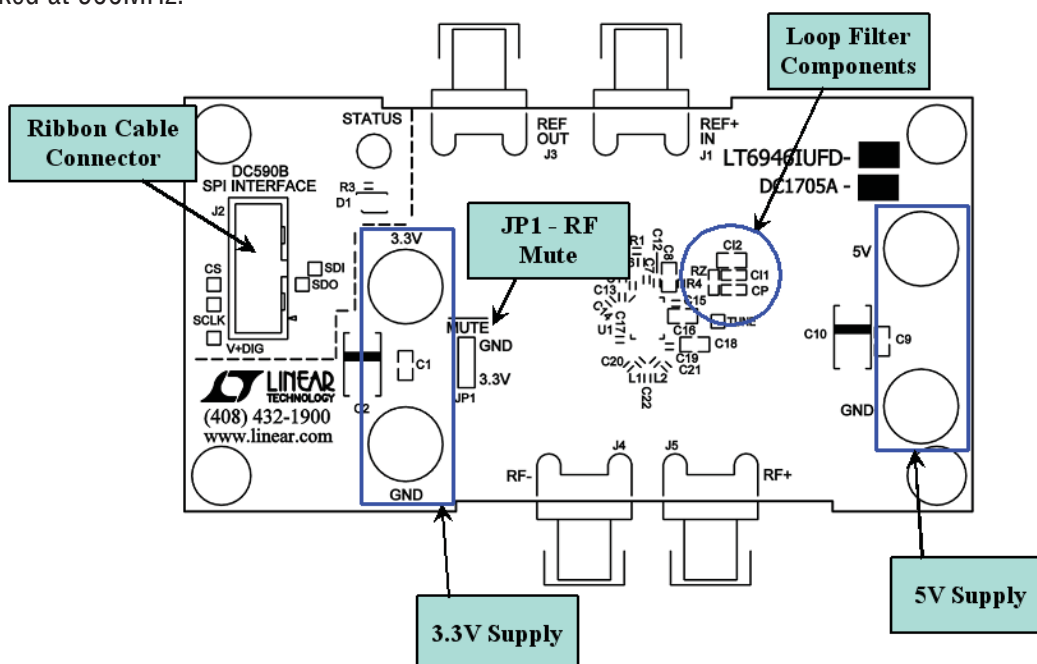 Loop Filter
Components
Ribbon Cable
Connector
STATUS
REF
OUT
J3
REF+
IN
J1
LT6946IUFD-
DC1705A -
DC590B
SPI INTERFACE
J2
R3
D1
JP1 - RF
Mute
3.3V
5V
CS
SDI
SDO
SCLK
V+DIG
MUTE
GND
3.3V
JP1
C1
C2
R1
C12
C8
C7
C13
C14
U1
C17
R4
C15
C16
RZ
CI2
CI1
CP
TUNE
C18
C19
C21
C20
L1
L2
C22
C10
C9
GND
LINEAR
TECHNOLOGY
(408) 432-1900
www.linear.com
GND
RF-
J4
J5
RF+
3.3V Supply
5V Supply